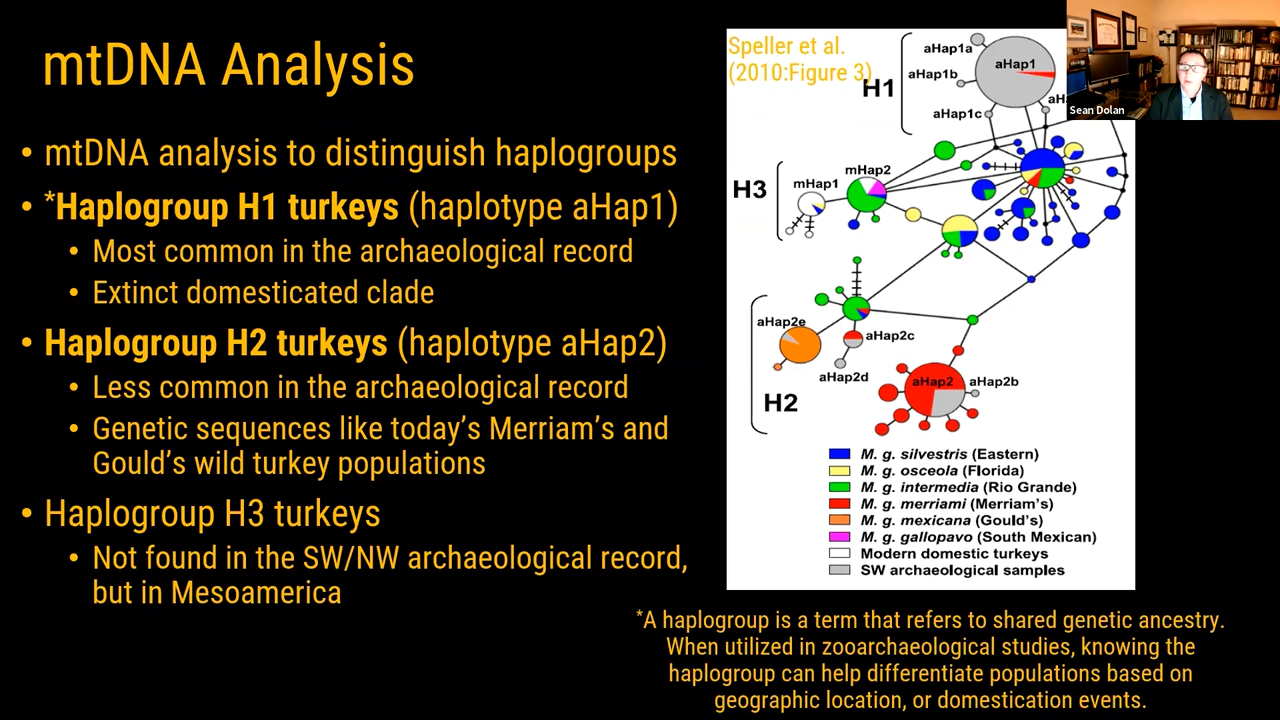 mtDNA Analysis
• mtDNA analysis to distinguish haplogroups
• *Haplogroup H1 turkeys (haplotype aHap1)
• Most common in the archaeological record
• Extinct domesticated clade
• Haplogroup H2 turkeys (haplotype aHap2)
• Less common in the archaeological record
• Genetic sequences like today's Merriam's and
Gould's wild turkey populations
• Haplogroup H3 turkeys
• Not found in the SW/NW archaeological record,
but in Mesoamerica
Speller et al.
(2010:Figure 3)
H1
aHap1a
aHap1
aHap1b
aHap1c
H3
mHap2
mHap1
H2
aHap2e
aHap2c
aHap2d
aHap2
aHap2b
M. g. silvestris (Eastern)
M. g. osceola (Florida)
M. g. intermedia (Rio Grande)
M. g. merriami (Merriam's)
M. g. mexicana (Gould's)
M. g. gallopavo (South Mexican)
Modern domestic turkeys
SW archaeological samples
*A haplogroup is a term that refers to shared genetic ancestry.
When utilized in zooarchaeological studies, knowing the
haplogroup can help differentiate populations based on
geographic location, or domestication events.
Sean Dolan